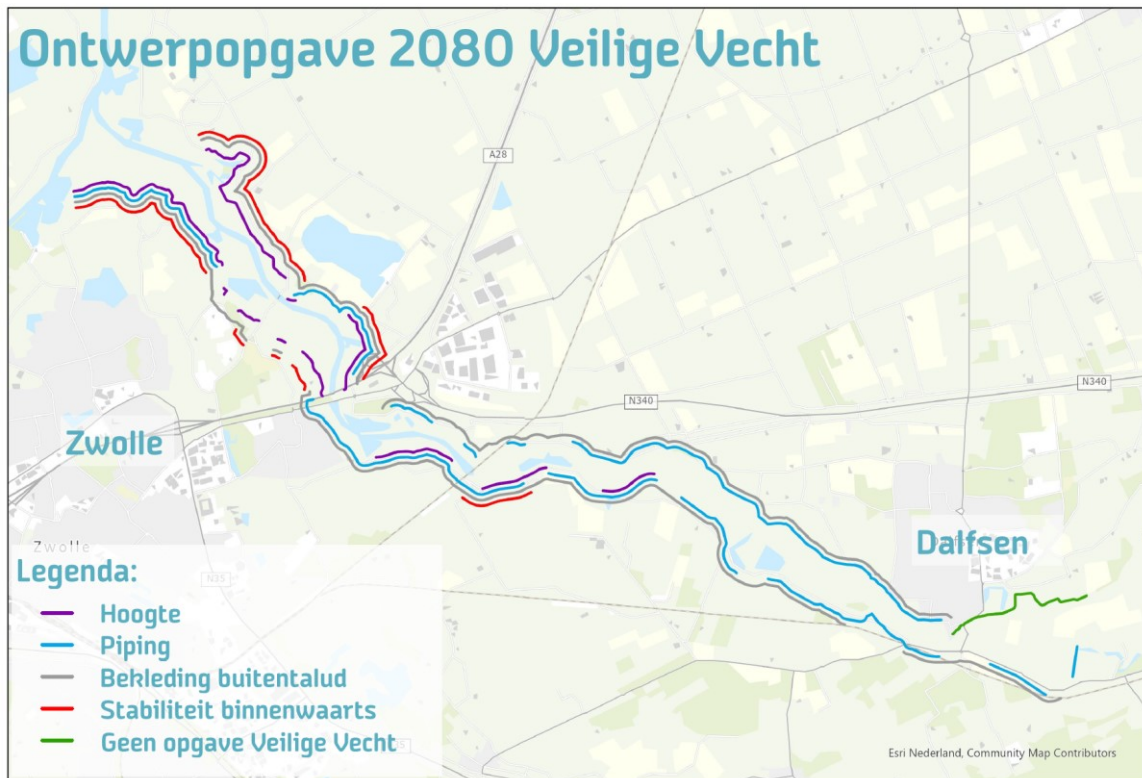 Ontwerpopgave 2080 Veilige Vecht
A28
N340
N340
Zwolle
Dalfsen
Zwolle
N35
Legenda:
Hoogte
Piping
Bekleding buitentalud
Stabiliteit binnenwaarts
Geen opgave Veilige Vecht
Esri Nederland, Community Map Contributors